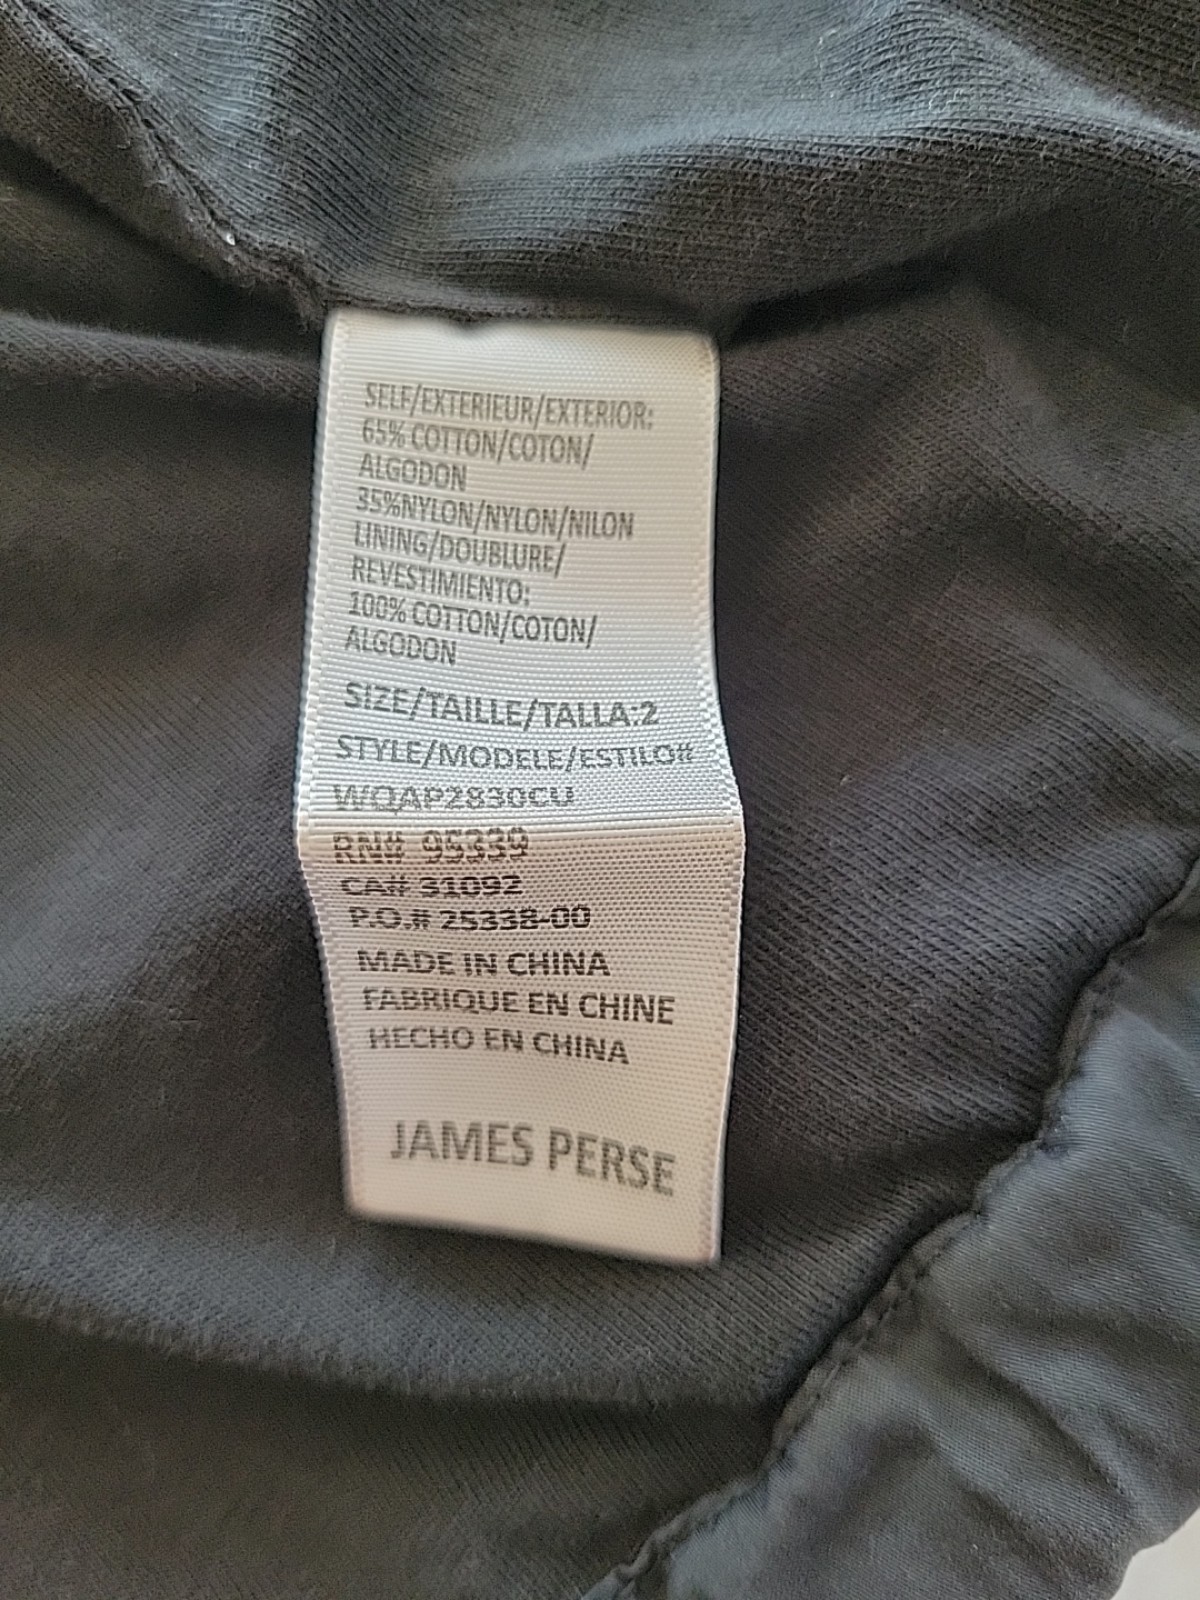 SELF/EXTERIEUR/EXTERIOR:
65% COTTON/COTON/
ALGODON
35%NYLON/NYLON/NILON
LINING/DOUBLURE/
REVESTIMIENTO:
100% COTTON/COTON/
ALGODON
SIZE/TAILLE/TALLA:2
STYLE/MODELE/ESTILO#
WQAP2830CU
RN# 95339
CA# 31092
P.O.# 25338-00
MADE IN CHINA
FABRIQUE EN CHINE
HECHO EN CHINA
JAMES PERSE